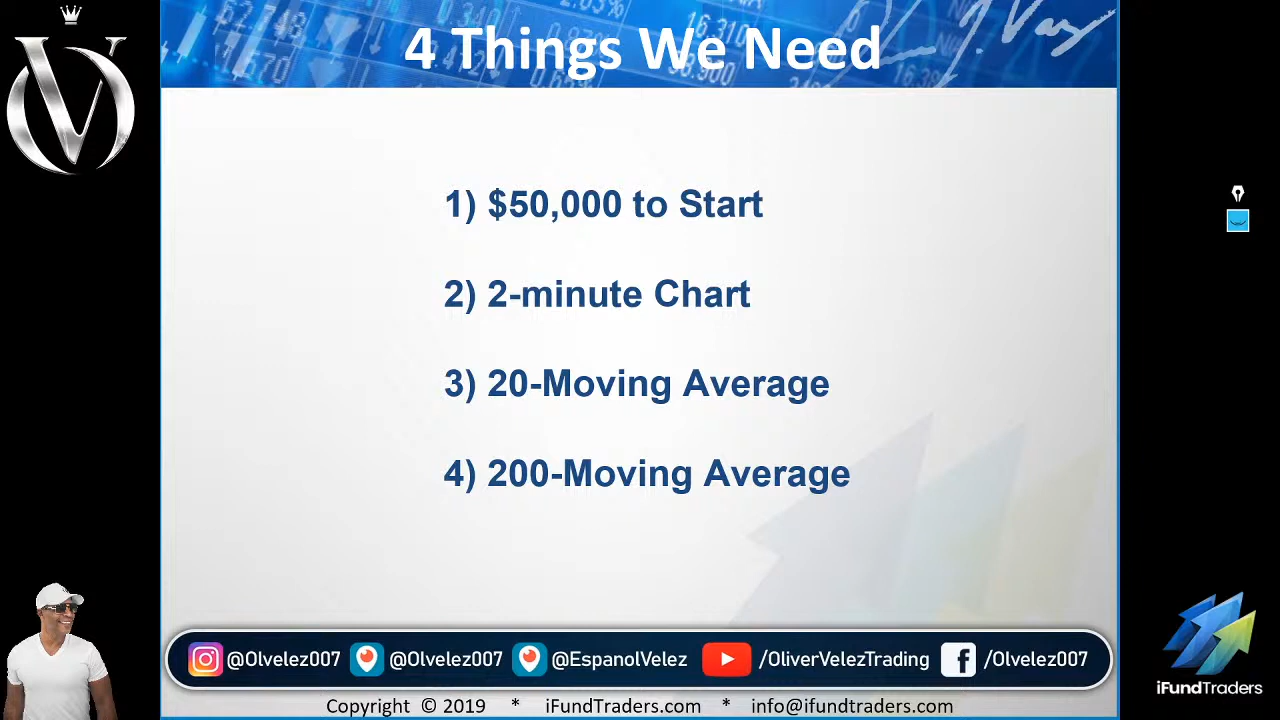 4 Things We Need
1) $50,000 to Start
2) 2-minute Chart
3) 20-Moving Average
4) 200-Moving Average
@Olvelez007 @Olvelez007 @EspanolVelez /OliverVelezTrading /Olvelez007
Copyright © 2019 * iFundTraders.com * info@ifundtraders.com
iFundTraders